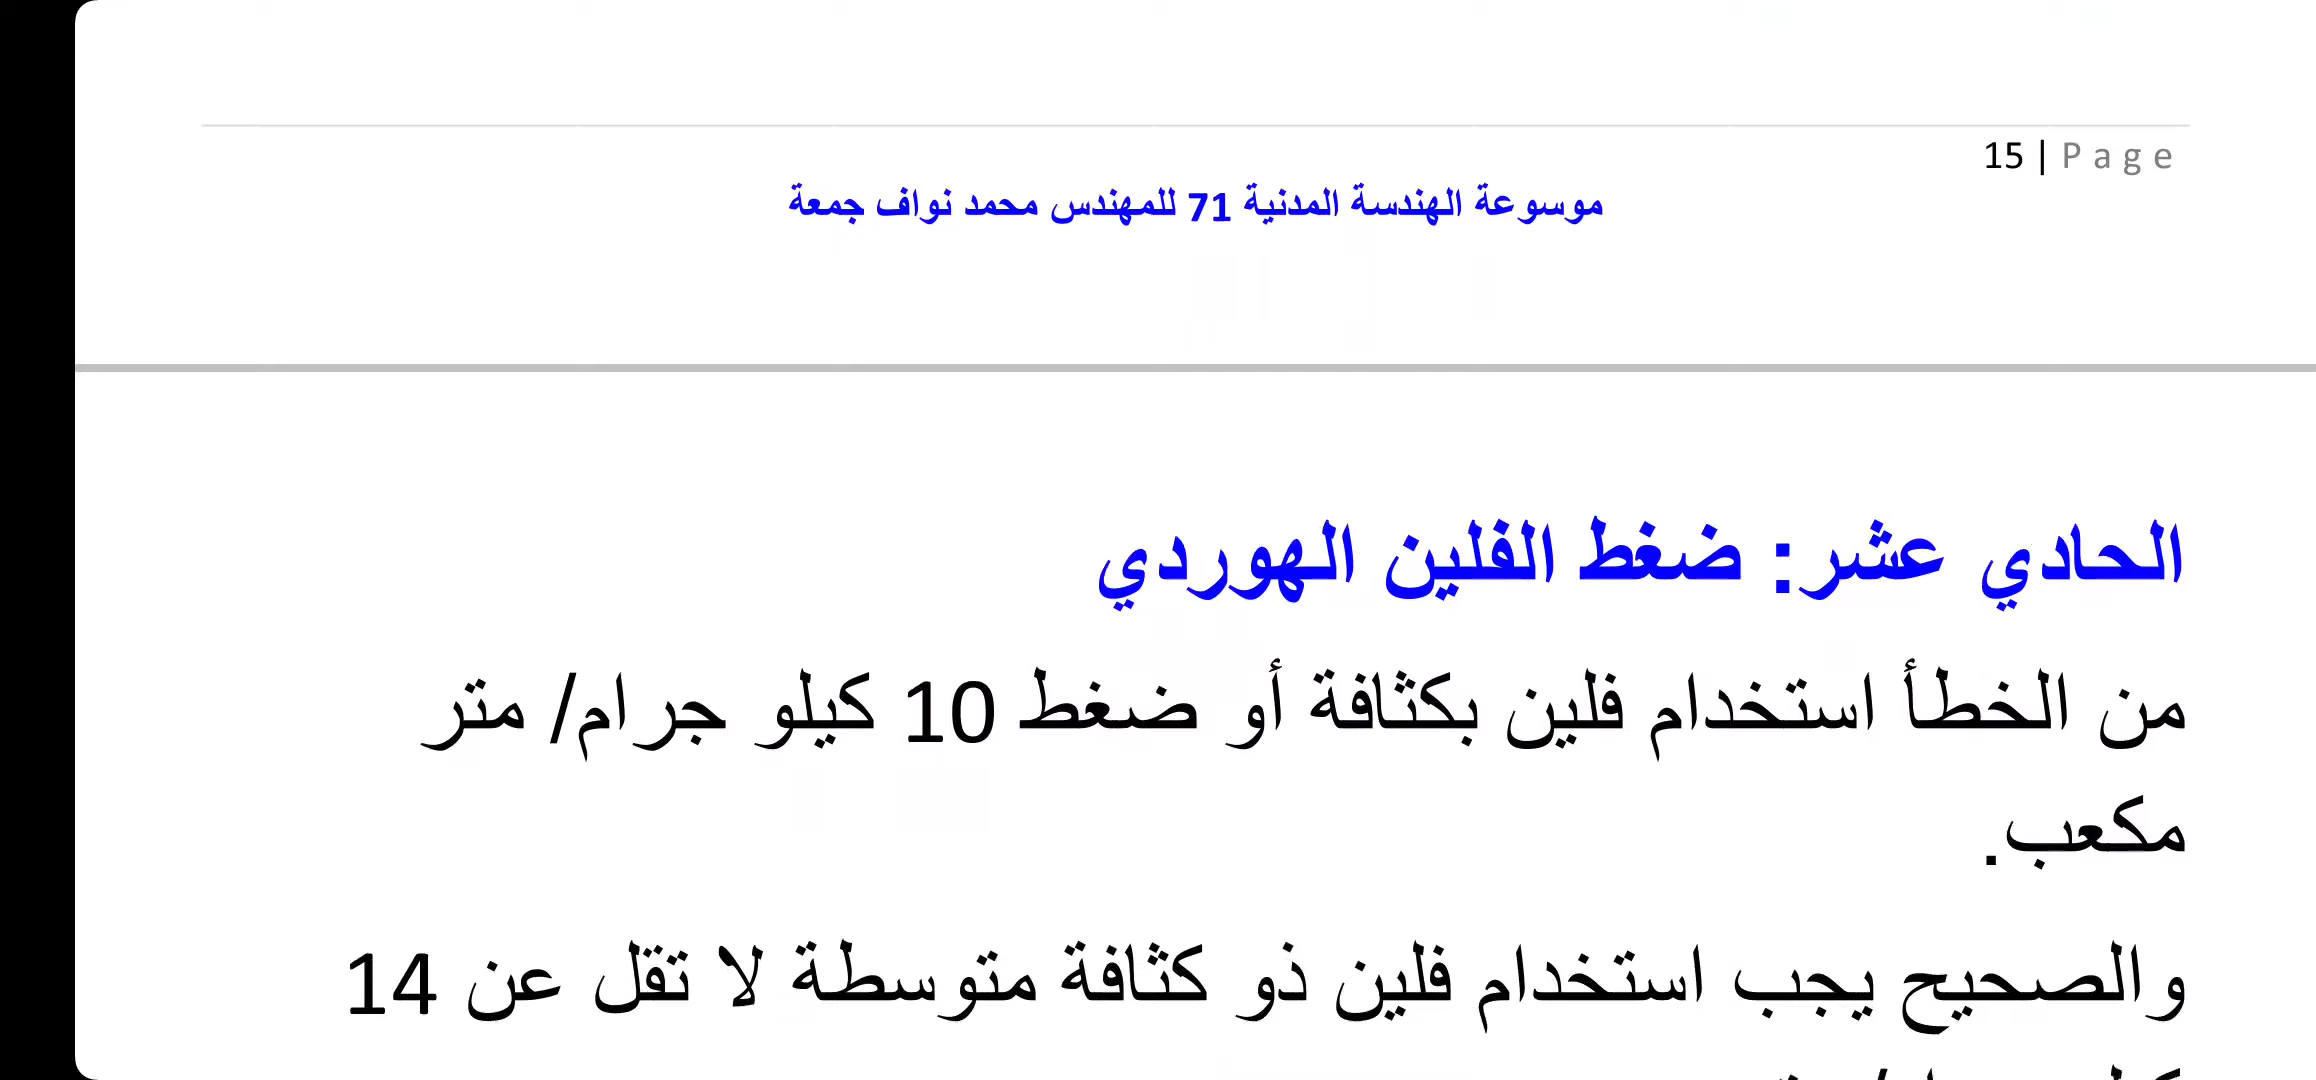 15 | Page
موسوعة الهندسة المدنية 71 للمهندس محمد نواف جمعة
الحادي عشر: ضغط الفلين الهوردي
من الخطأ استخدام فلين بكثافة أو ضغط 10 كيلو جرام/ متر
مكعب.
والصحيح يجب استخدام فلين ذو كثافة متوسطة لا تقل عن 14